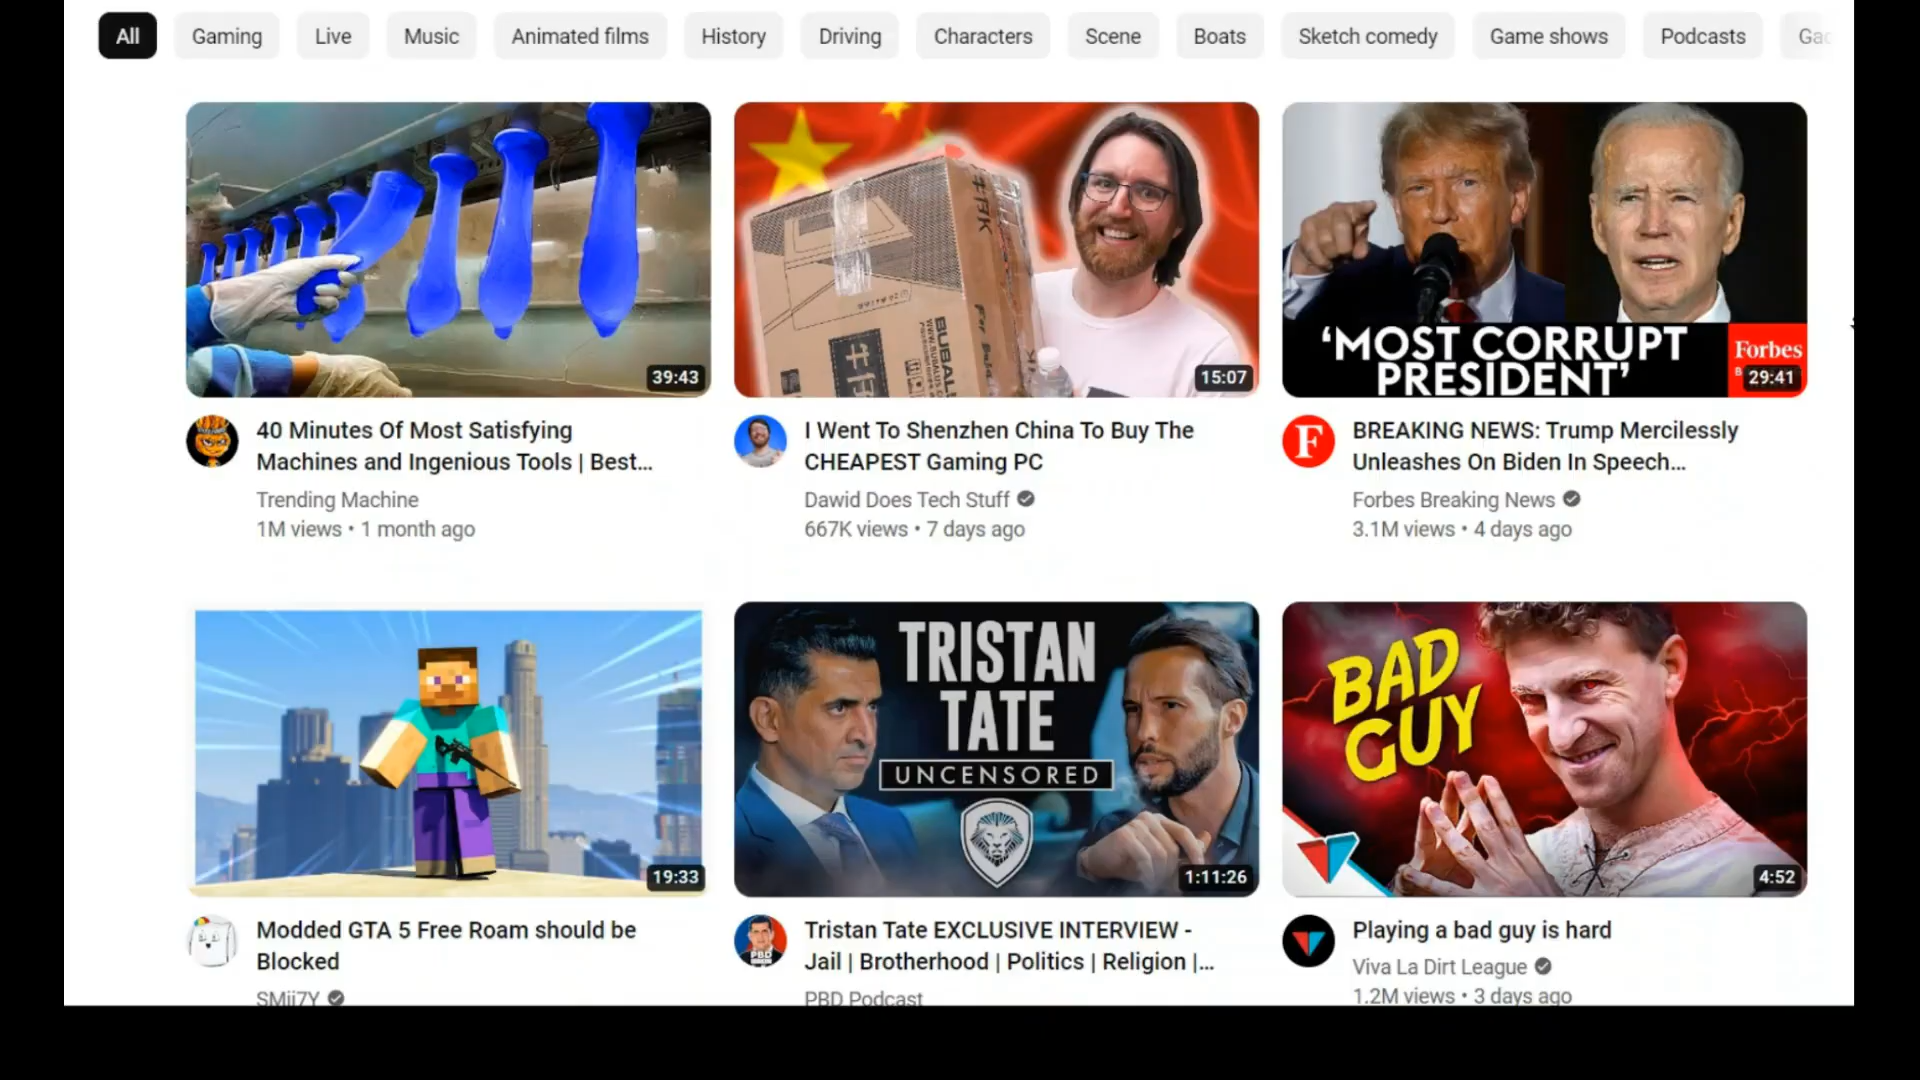 All
Gaming
Live
Music
Animated films
History
Driving
Characters
Scene
Boats
Sketch comedy
Game shows
Podcasts
39:43
牛的K
BUBALUS
15:07
‘MOST CORRUPT
PRESIDENT’
Forbes
29:41
40 Minutes Of Most Satisfying
Machines and Ingenious Tools | Best...
Trending Machine
1M views • 1 month ago
I Went To Shenzhen China To Buy The
CHEAPEST Gaming PC
Dawid Does Tech Stuff
667K views • 7 days ago
F
BREAKING NEWS: Trump Mercilessly
Unleashes On Biden In Speech...
Forbes Breaking News
3.1M views • 4 days ago
19:33
TRISTAN
TATE
UNCENSORED
1:11:26
BAD
GUY
4:52
Modded GTA 5 Free Roam should be
Blocked
SMii7Y
PBD
Tristan Tate EXCLUSIVE INTERVIEW -
Jail | Brotherhood | Politics | Religion |...
PBD Podcast
Playing a bad guy is hard
Viva La Dirt League
1.2M views • 3 days ago